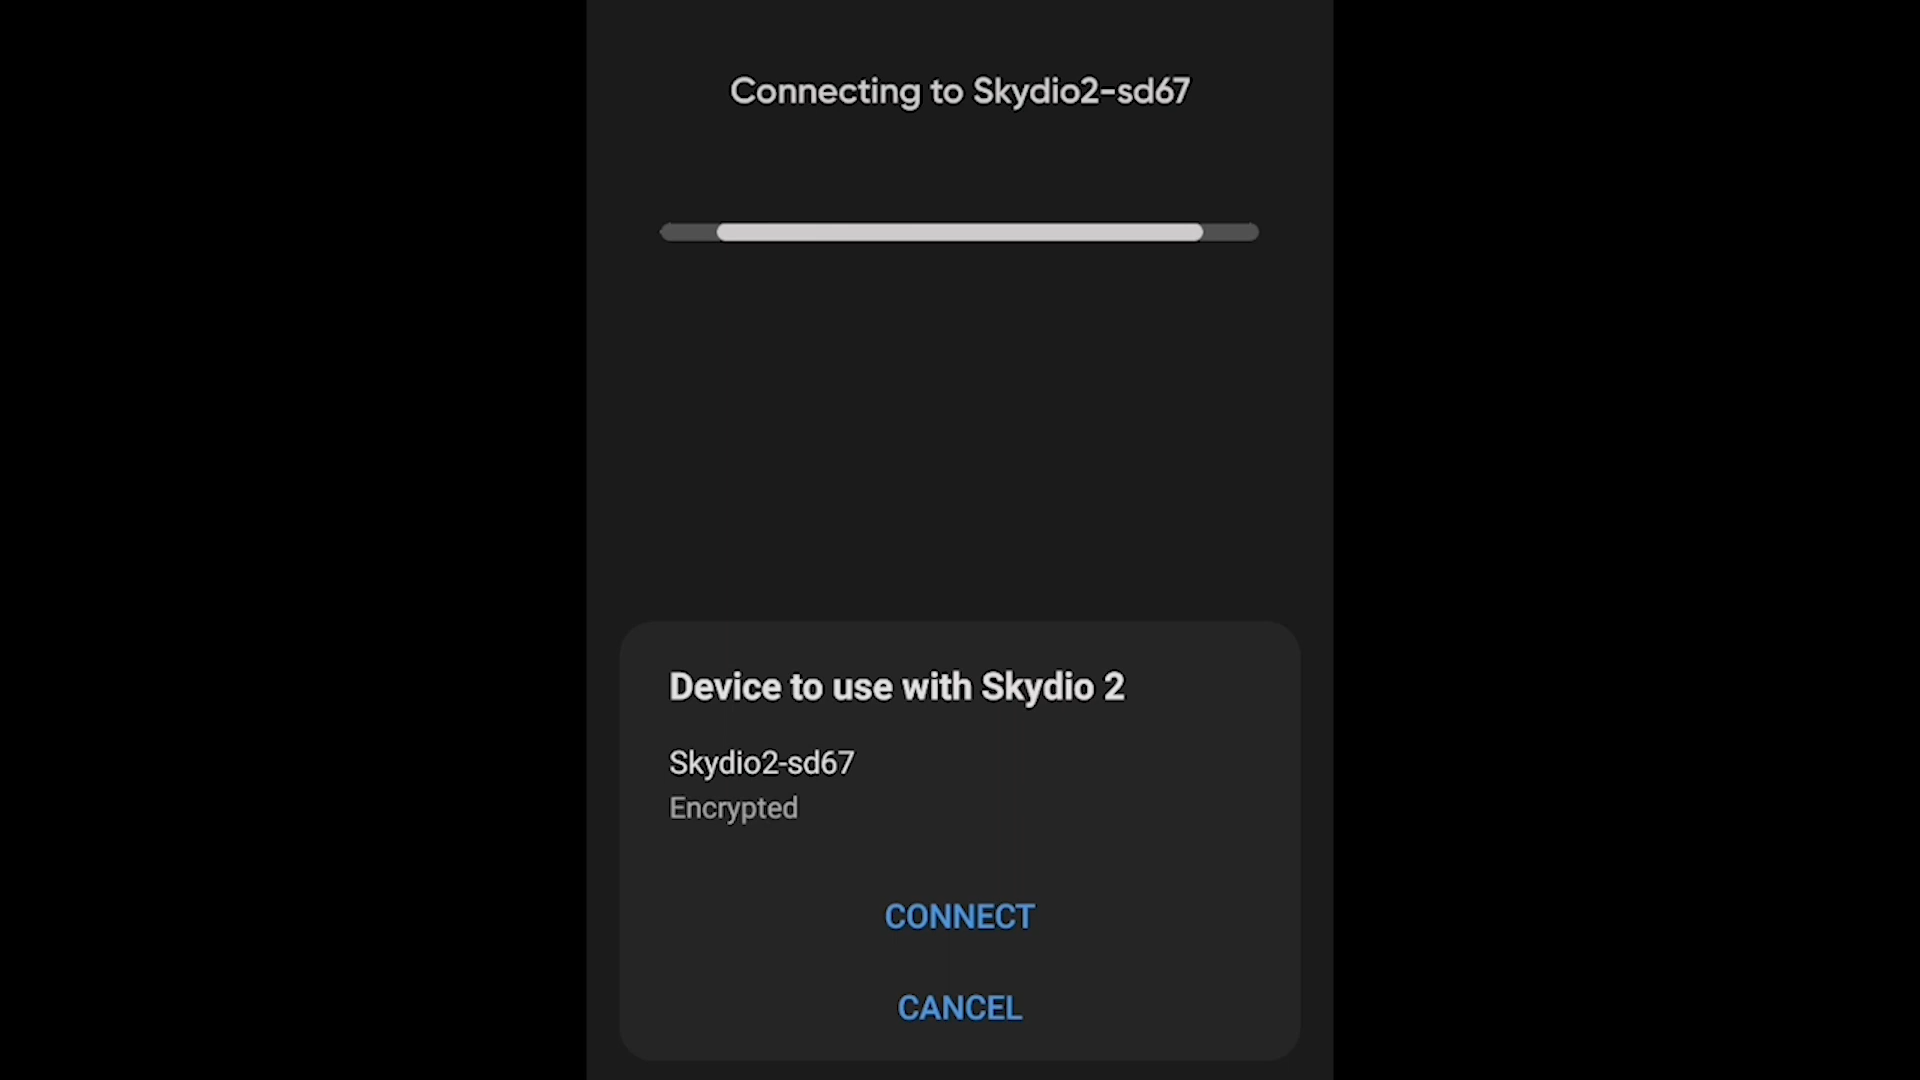 Connecting to Skydio2-sd67
Device to use with Skydio 2
Skydio2-sd67
Encrypted
CONNECT
CANCEL